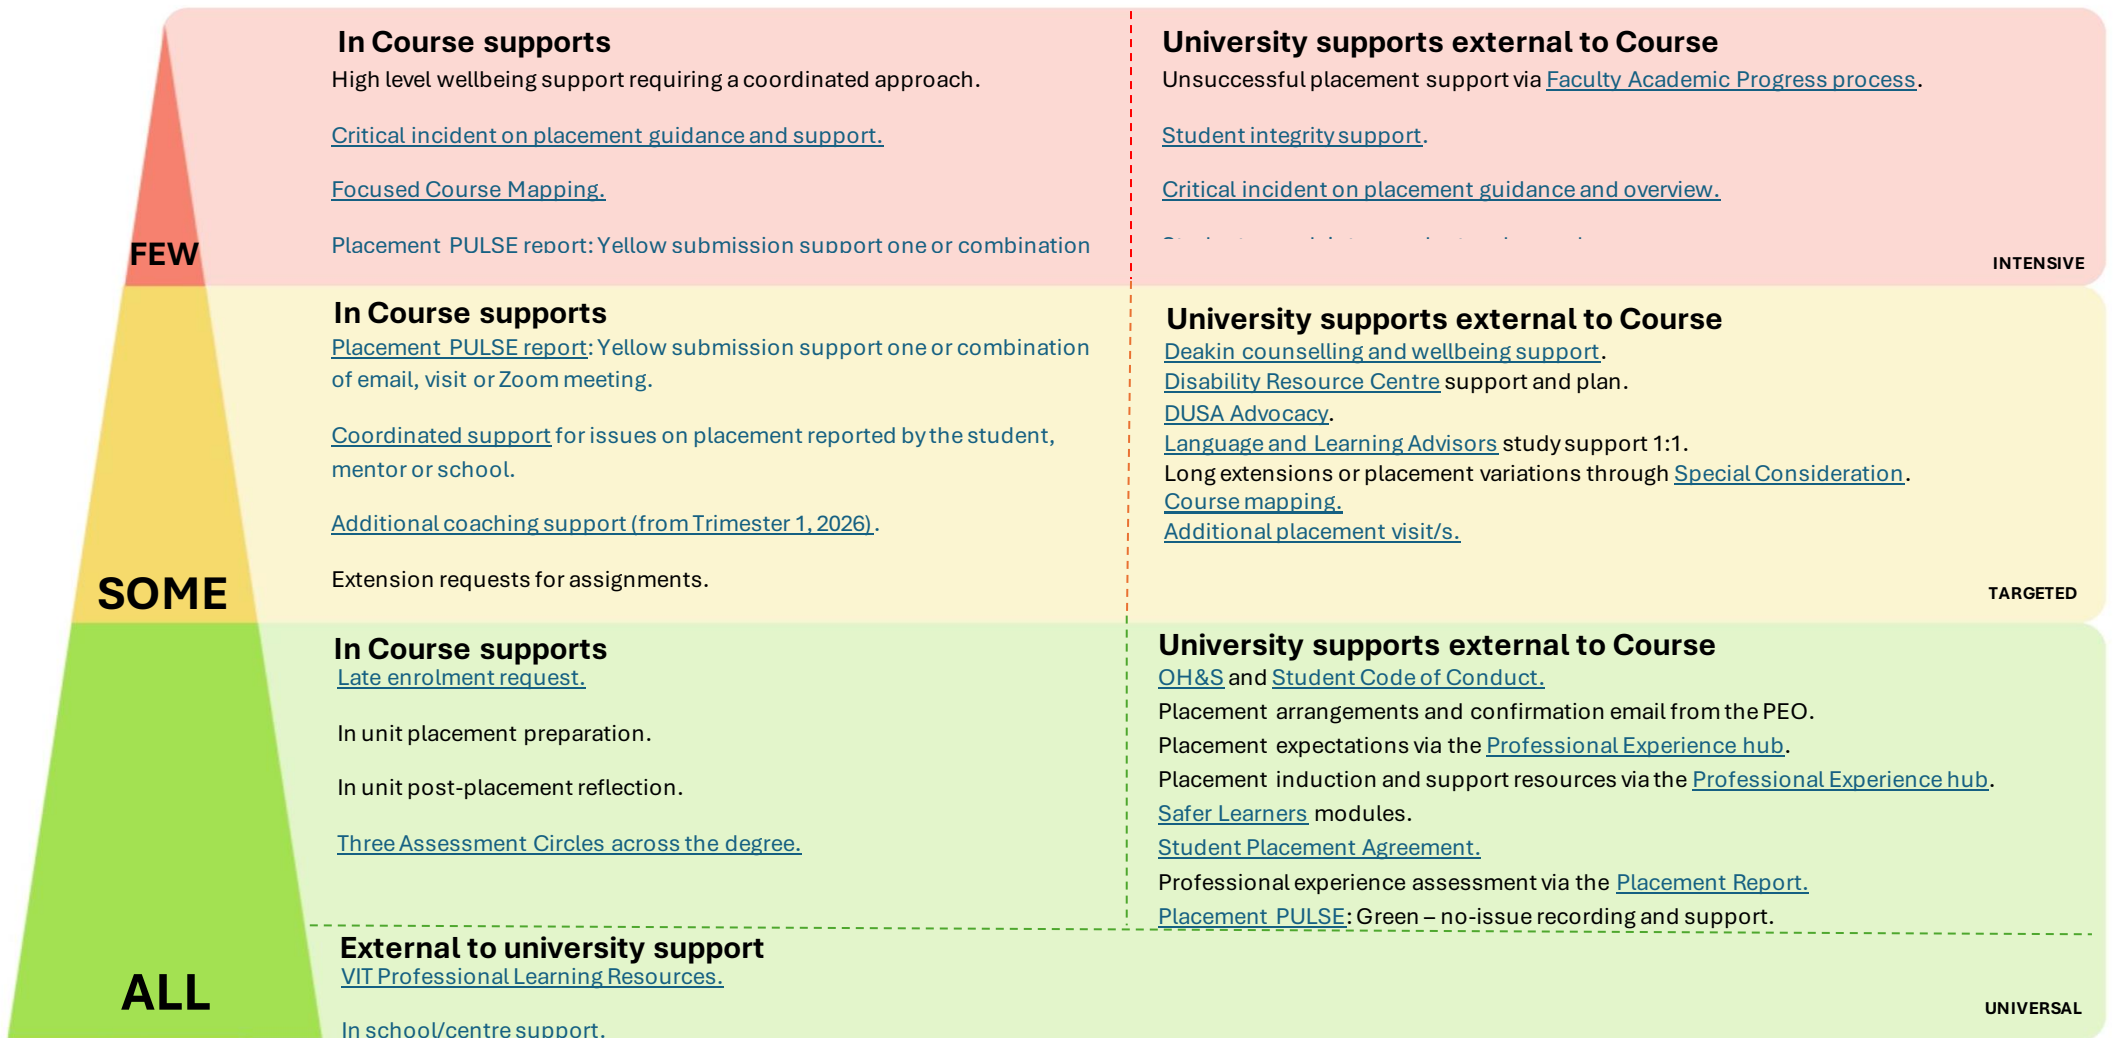 In Course supports
High level wellbeing support requiring a coordinated approach.
Critical incident on placement guidance and support.
Focused Course Mapping.
Placement PULSE report: Yellow submission support one or combination
University supports external to Course
Unsuccessful placement support via Faculty Academic Progress process.
Student integrity support.
Critical incident on placement guidance and overview.
FEW
INTENSIVE
In Course supports
Placement PULSE report: Yellow submission support one or combination
of email, visit or Zoom meeting.
Coordinated support for issues on placement reported by the student,
mentor or school.
Additional coaching support (from Trimester 1, 2026).
Extension requests for assignments.
University supports external to Course
Deakin counselling and wellbeing support.
Disability Resource Centre support and plan.
DUSA Advocacy.
Language and Learning Advisors study support 1:1.
Long extensions or placement variations through Special Consideration.
Course mapping.
Additional placement visit/s.
SOME
TARGETED
In Course supports
Late enrolment request.
In unit placement preparation.
In unit post-placement reflection.
Three Assessment Circles across the degree.
University supports external to Course
OH&S and Student Code of Conduct.
Placement arrangements and confirmation email from the PEO.
Placement expectations via the Professional Experience hub.
Placement induction and support resources via the Professional Experience hub.
Safer Learners modules.
Student Placement Agreement.
Professional experience assessment via the Placement Report.
Placement PULSE: Green – no-issue recording and support.
External to university support
VIT Professional Learning Resources.
In school/centre support.
ALL
UNIVERSAL